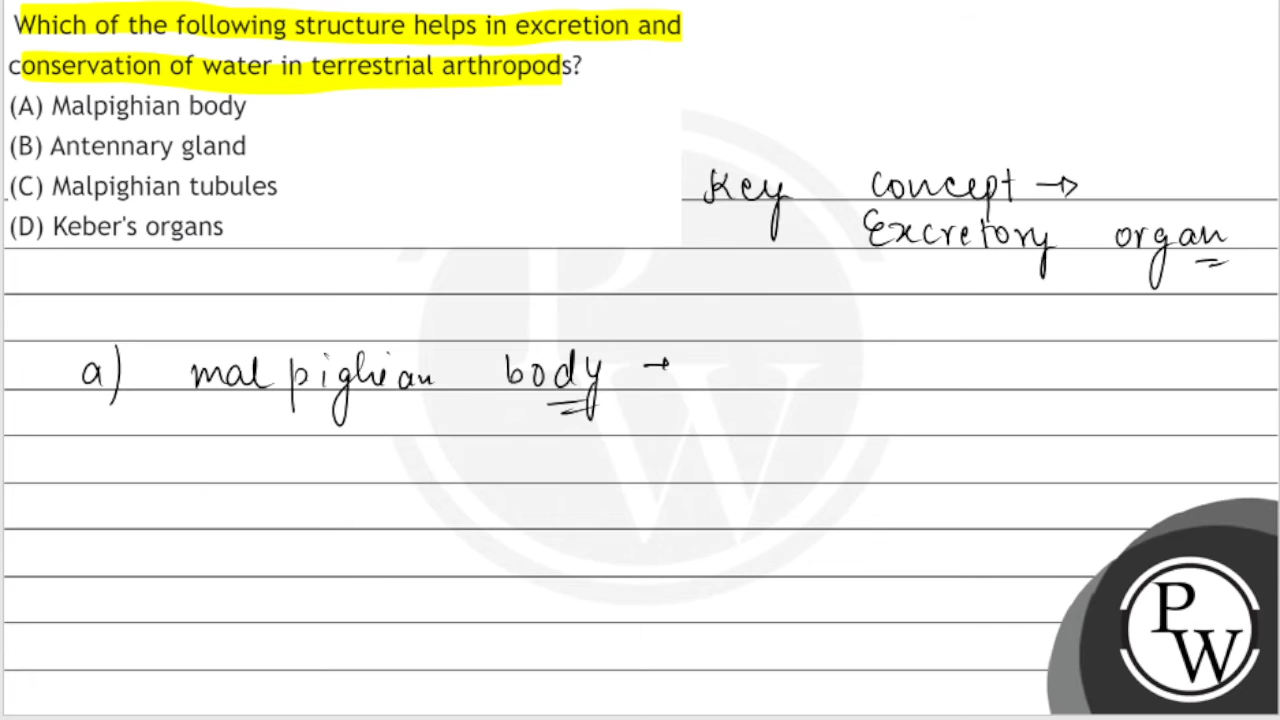 Which of the following structure helps in excretion and
conservation of water in terrestrial arthropods?
(A) Malpighian body
(B) Antennary gland
(C) Malpighian tubules
(D) Keber's organs
Key concept →
Excretory organ
a) malpighian body →
PW
PW